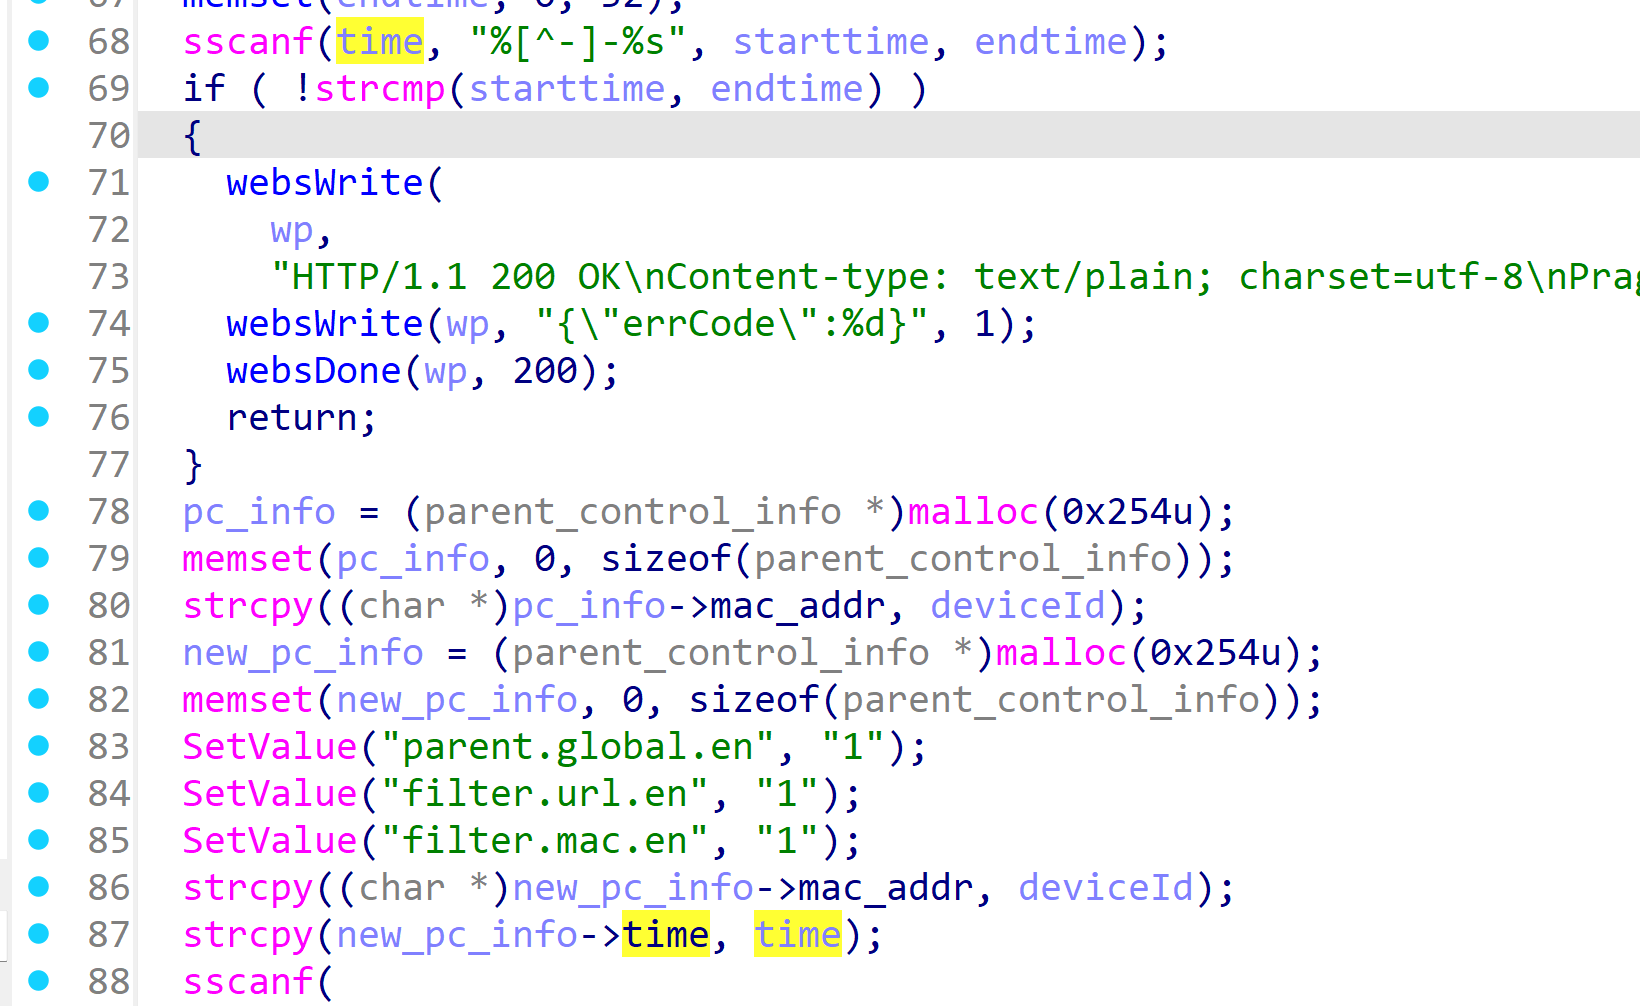 67 memset(endtime, 0, 32);
68 sscanf(time, "%[^-]-%s", starttime, endtime);
69 if ( !strcmp(starttime, endtime) )
70 {
71 websWrite(
72 wp,
73 "HTTP/1.1 200 OK\nContent-type: text/plain; charset=utf-8\nPrag
74 websWrite(wp, "{\"errCode\":%d}", 1);
75 websDone(wp, 200);
76 return;
77 }
78 pc_info = (parent_control_info *)malloc(0x254u);
79 memset(pc_info, 0, sizeof(parent_control_info));
80 strcpy((char *)pc_info->mac_addr, deviceId);
81 new_pc_info = (parent_control_info *)malloc(0x254u);
82 memset(new_pc_info, 0, sizeof(parent_control_info));
83 SetValue("parent.global.en", "1");
84 SetValue("filter.url.en", "1");
85 SetValue("filter.mac.en", "1");
86 strcpy((char *)new_pc_info->mac_addr, deviceId);
87 strcpy(new_pc_info->time, time);
88 sscanf(